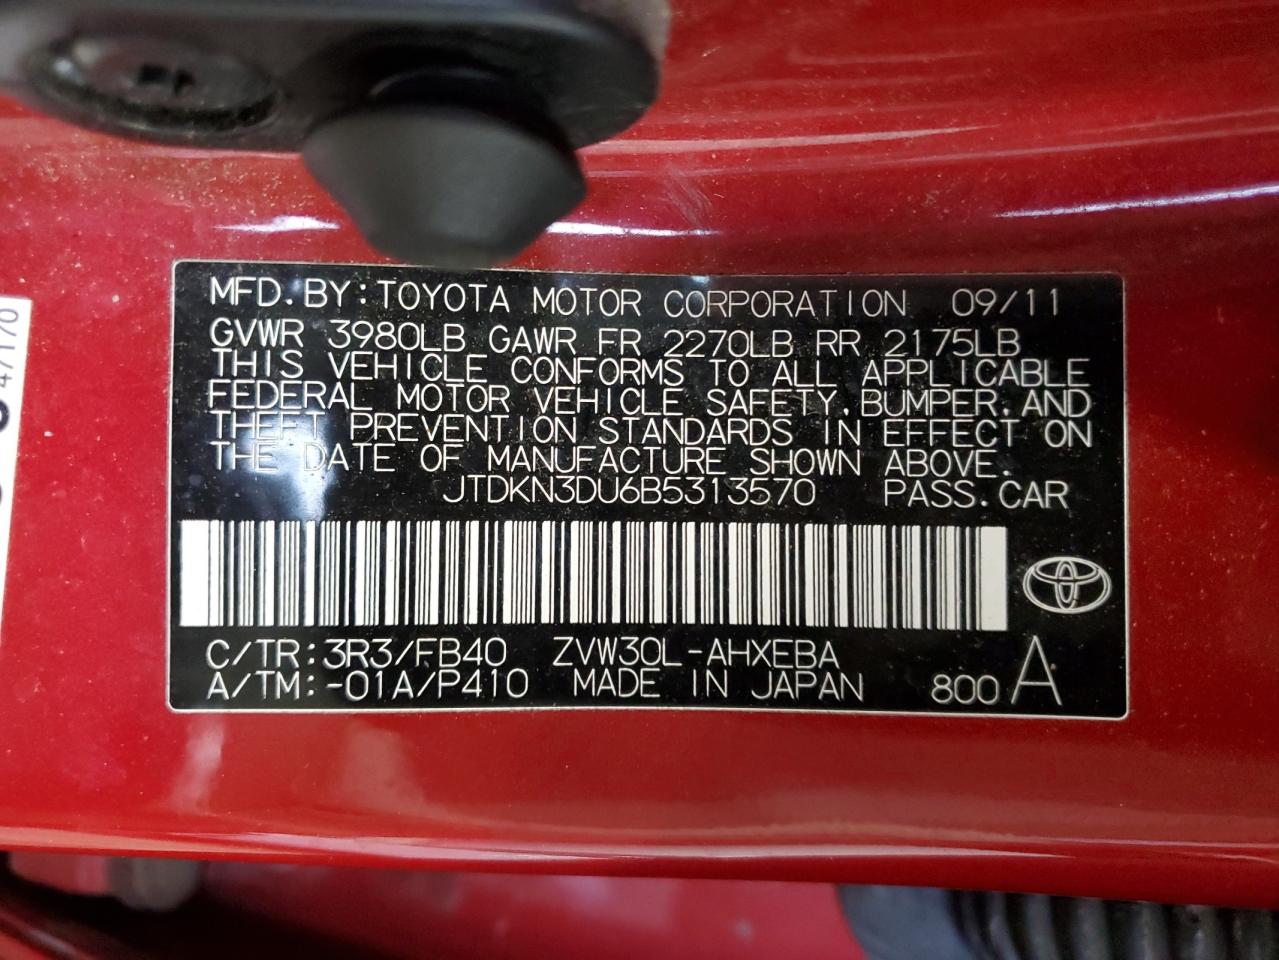 MFD.BY:TOYOTA MOTOR CORPORATION 09/11
GVWR 3980LB GAWR FR 2270LB RR 2175LB
THIS VEHICLE CONFORMS TO ALL APPLICABLE
FEDERAL MOTOR VEHICLE SAFETY,BUMPER,AND
THEFT PREVENTION STANDARDS IN EFFECT ON
THE DATE OF MANUFACTURE SHOWN ABOVE.
JTDKN3DU6B5313570 PASS.CAR
C/TR:3R3/FB40 ZVW30L-AHXEBA
A/TM:-01A/P410 MADE IN JAPAN 800 A